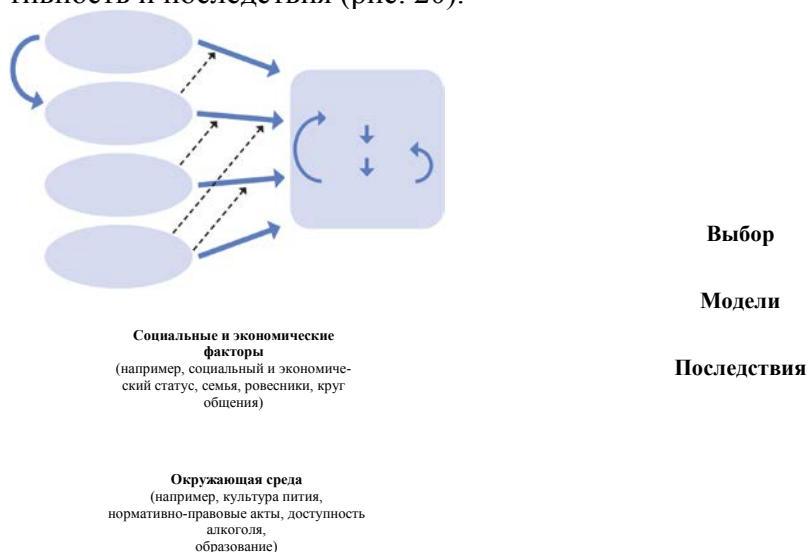 тивность и последствия (рис. 20).
Выбор
Модели
Социальные и экономические
факторы
(например, социальный и экономиче-
ский статус, семья, ровесники, круг
общения)
Последствия
Окружающая среда
(например, культура пития,
нормативно-правовые акты, доступность
алкоголя,
образование)